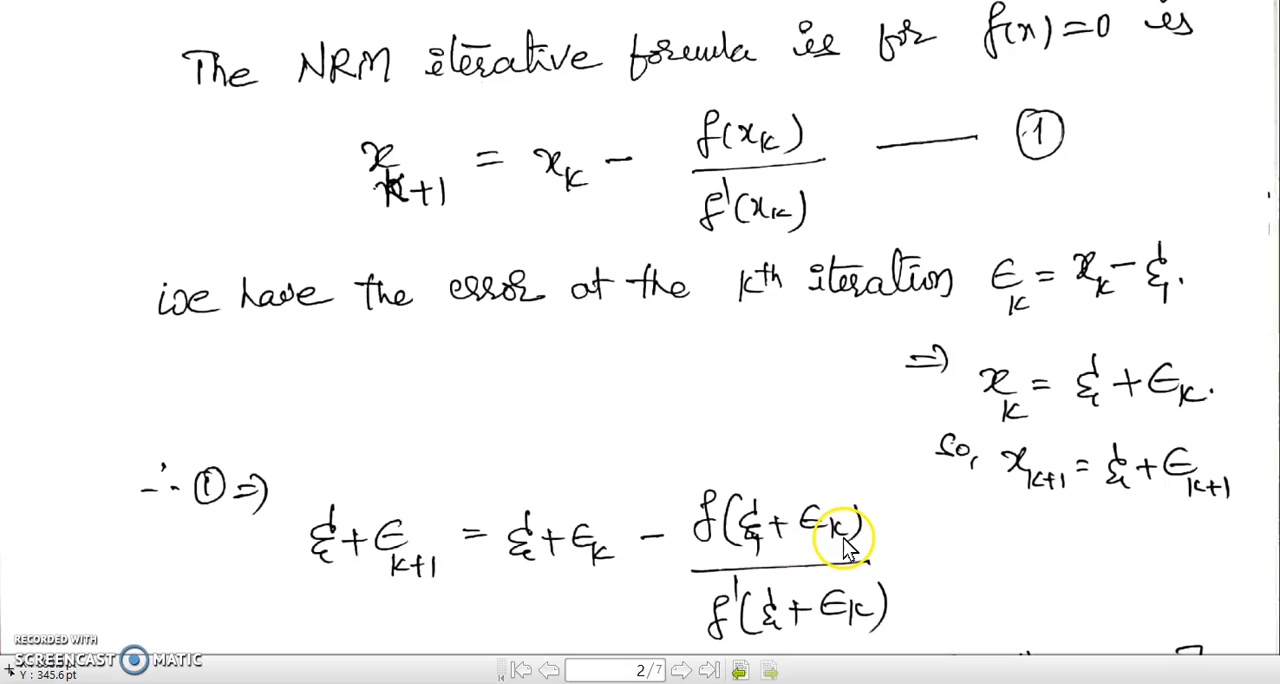 The NRM iterative formula is for f(x)=0 is
x_{k+1} = x_k - f(x_k) / f'(x_k) —— ①
we have the error at the kth iteration ϵ_k = x_k - ξ.
=> x_k = ξ + ϵ_k.
so, x_{k+1} = ξ + ϵ_{k+1}
∴ ① => ξ + ϵ_{k+1} = ξ + ϵ_k - f(ξ + ϵ_k) / f'(ξ + ϵ_k)
RECORDED WITH
SCREENCAST MATIC
Y : 345.6 pt
2 / 7